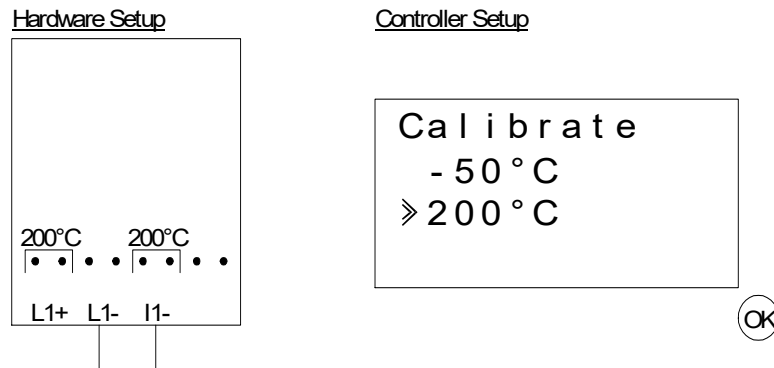 Hardware Setup
200°C 200°C
L1+ L1- I1-
Controller Setup
Calibrate
-50°C
»200°C
OK